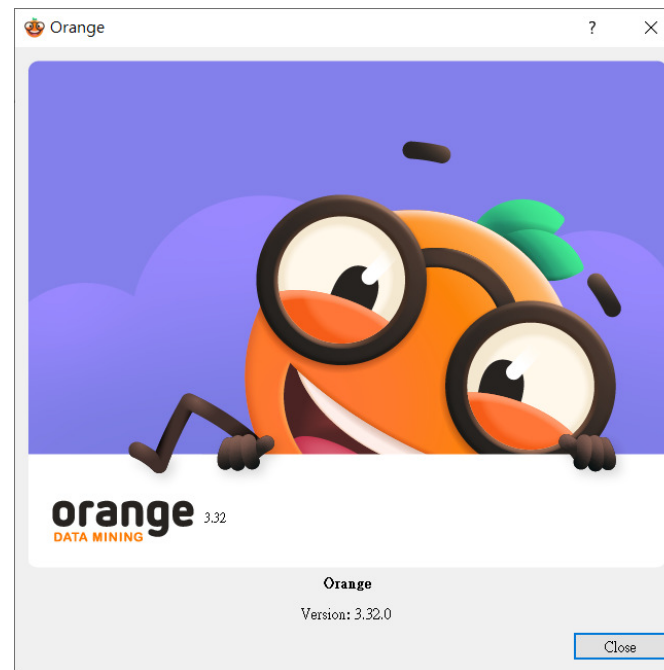 Orange
orange 3.32
DATA MINING
Orange
Version: 3.32.0
Close